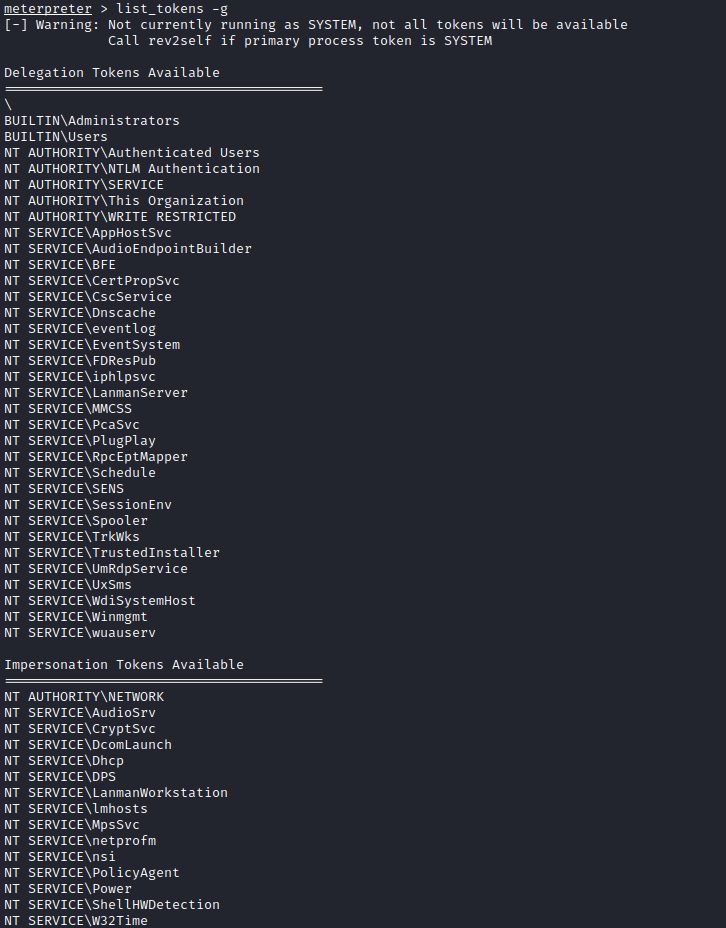 meterpreter > list_tokens -g
[-] Warning: Not currently running as SYSTEM, not all tokens will be available
Call rev2self if primary process token is SYSTEM
Delegation Tokens Available
========================================
\
BUILTIN\Administrators
BUILTIN\Users
NT AUTHORITY\Authenticated Users
NT AUTHORITY\NTLM Authentication
NT AUTHORITY\SERVICE
NT AUTHORITY\This Organization
NT AUTHORITY\WRITE RESTRICTED
NT SERVICE\AppHostSvc
NT SERVICE\AudioEndpointBuilder
NT SERVICE\BFE
NT SERVICE\CertPropSvc
NT SERVICE\CscService
NT SERVICE\Dnscache
NT SERVICE\eventlog
NT SERVICE\EventSystem
NT SERVICE\FDResPub
NT SERVICE\iphlpsvc
NT SERVICE\LanmanServer
NT SERVICE\MMCSS
NT SERVICE\PcaSvc
NT SERVICE\PlugPlay
NT SERVICE\RpcEptMapper
NT SERVICE\Schedule
NT SERVICE\SENS
NT SERVICE\SessionEnv
NT SERVICE\Spooler
NT SERVICE\TrkWks
NT SERVICE\TrustedInstaller
NT SERVICE\UmRdpService
NT SERVICE\UxSms
NT SERVICE\WdiSystemHost
NT SERVICE\Winmgmt
NT SERVICE\wuauserv
Impersonation Tokens Available
========================================
NT AUTHORITY\NETWORK
NT SERVICE\AudioSrv
NT SERVICE\CryptSvc
NT SERVICE\DcomLaunch
NT SERVICE\Dhcp
NT SERVICE\DPS
NT SERVICE\LanmanWorkstation
NT SERVICE\lmhosts
NT SERVICE\MpsSvc
NT SERVICE\netprofm
NT SERVICE\nsi
NT SERVICE\PolicyAgent
NT SERVICE\Power
NT SERVICE\ShellHWDetection
NT SERVICE\W32Time